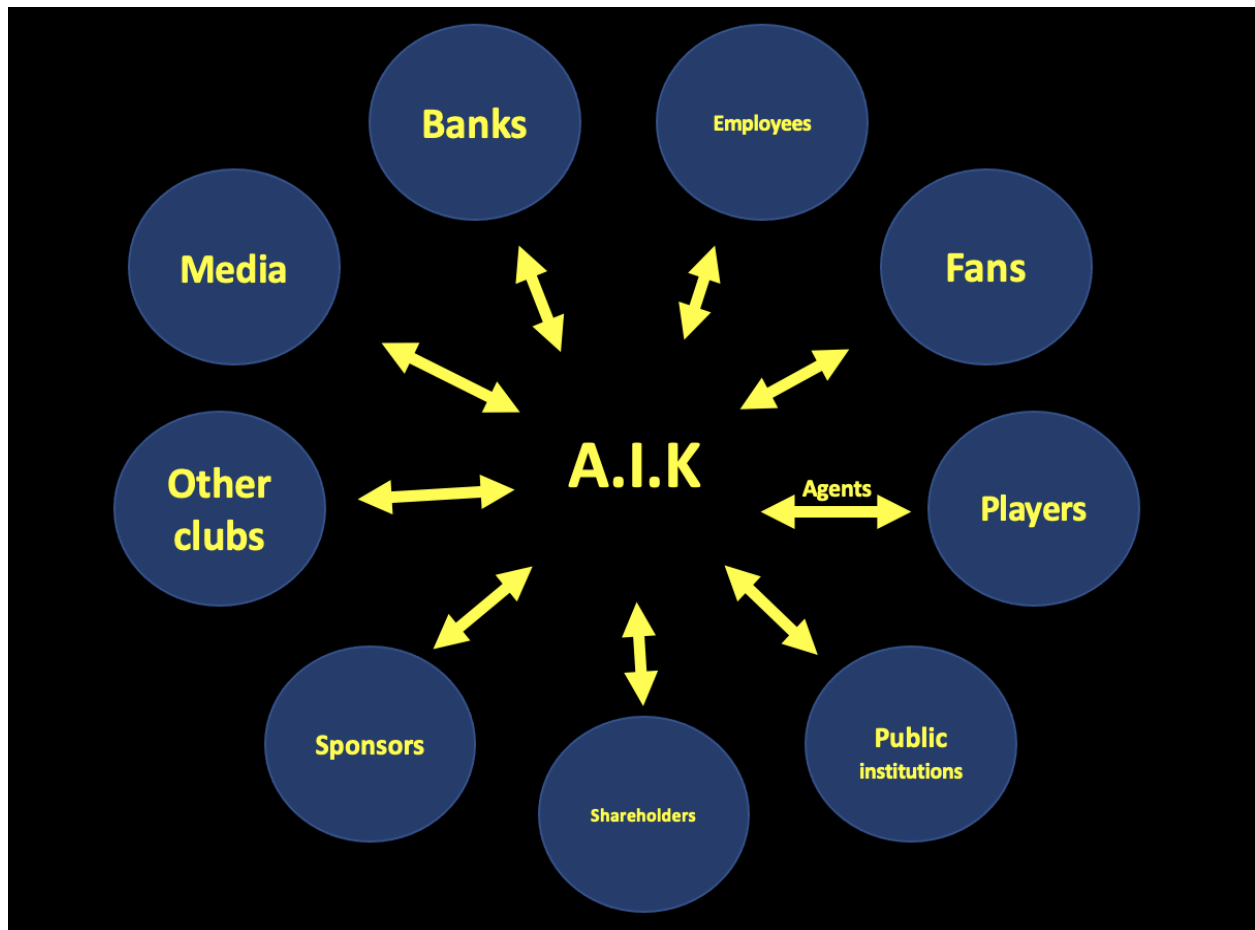 Banks
Employees
Media
Fans
Other
clubs
A.I.K
Agents
Players
Sponsors
Shareholders
Public
institutions